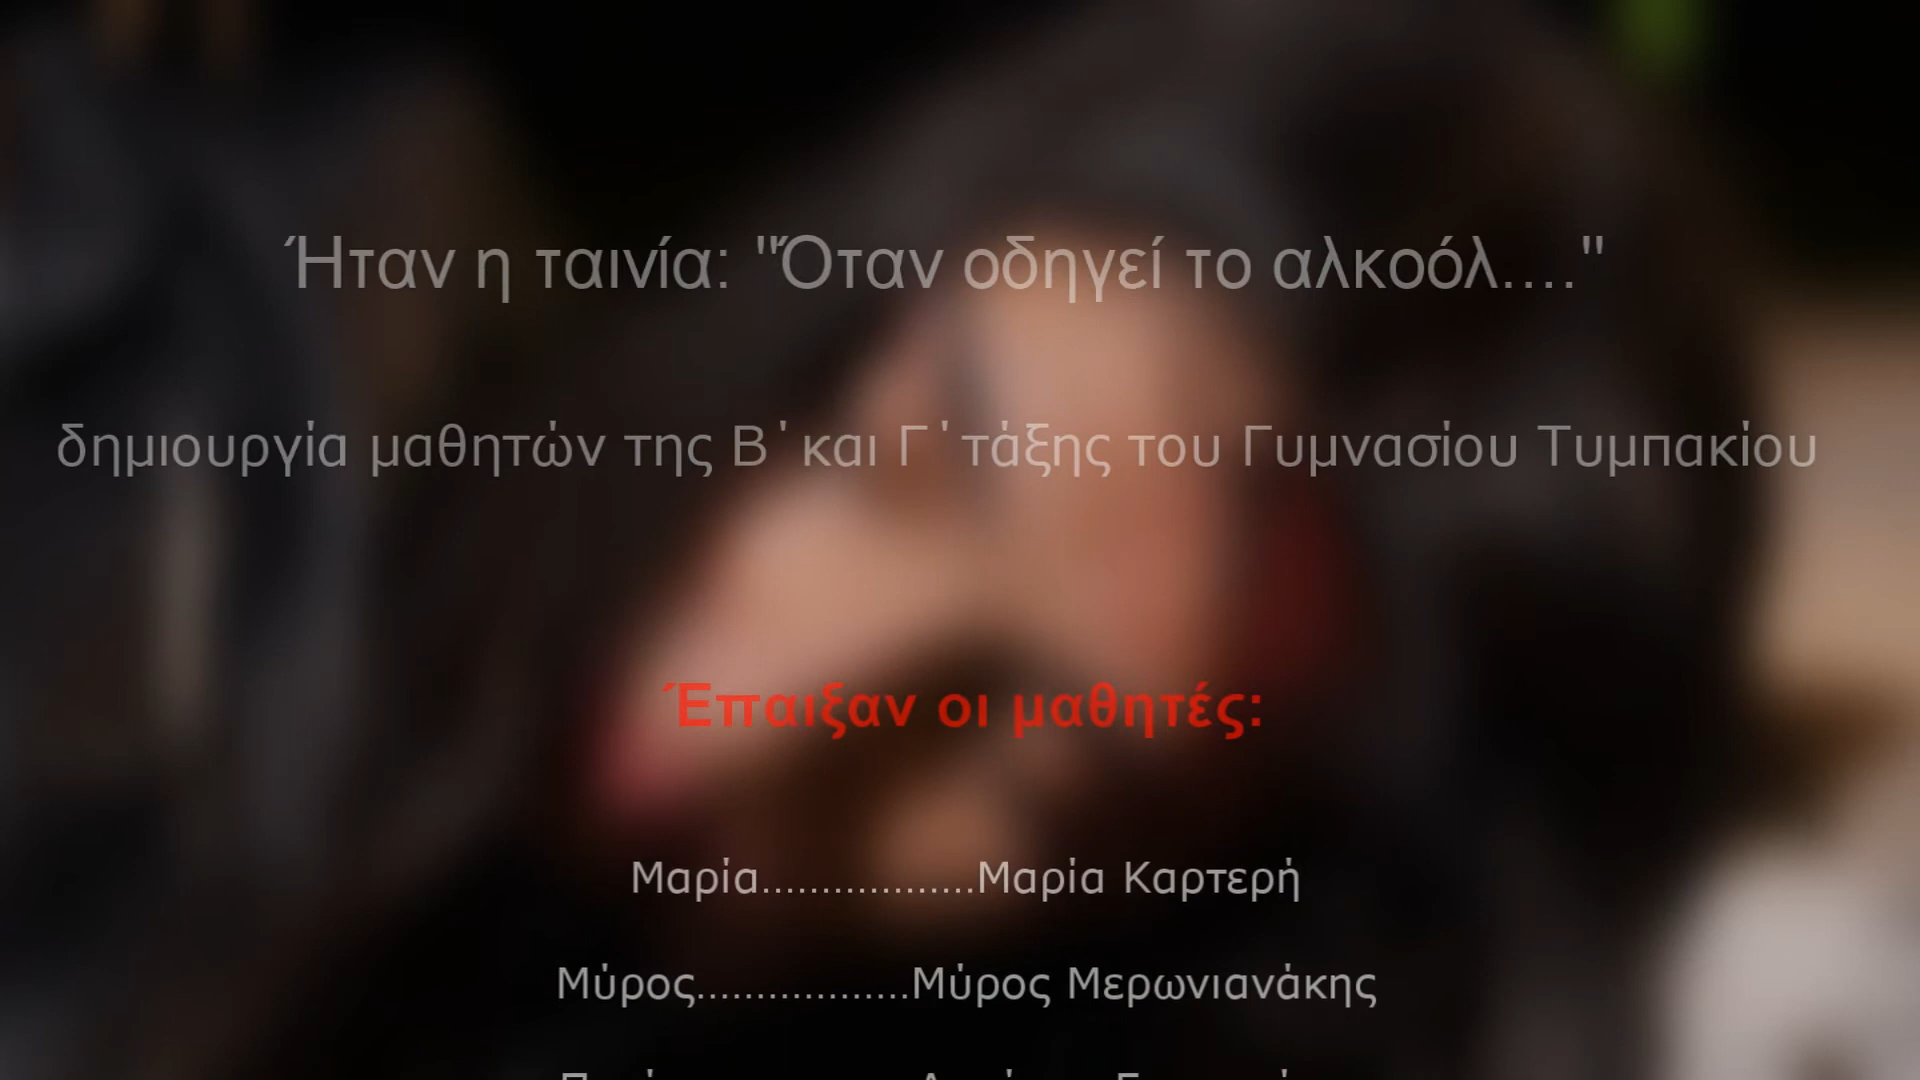 Ήταν η ταινία: "Όταν οδηγεί το αλκοόλ...."
δημιουργία μαθητών της Β΄και Γ΄τάξης του Γυμνασίου Τυμπακίου
Έπαιξαν οι μαθητές:
Μαρία..................Μαρία Καρτερή
Μύρος..................Μύρος Μερωνιανάκης